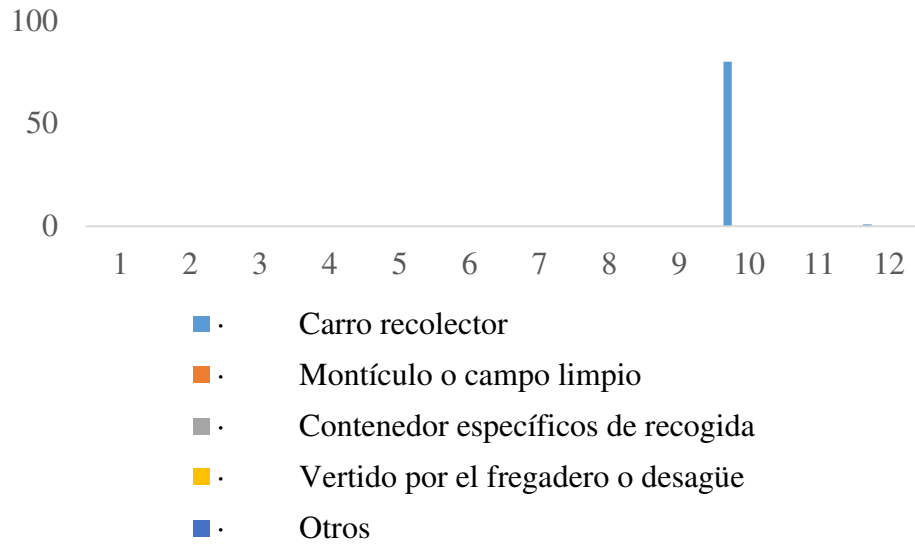 100
50
0
1 2 3 4 5 6 7 8 9 10 11 12
· Carro recolector
· Montículo o campo limpio
· Contenedor específicos de recogida
· Vertido por el fregadero o desagüe
· Otros